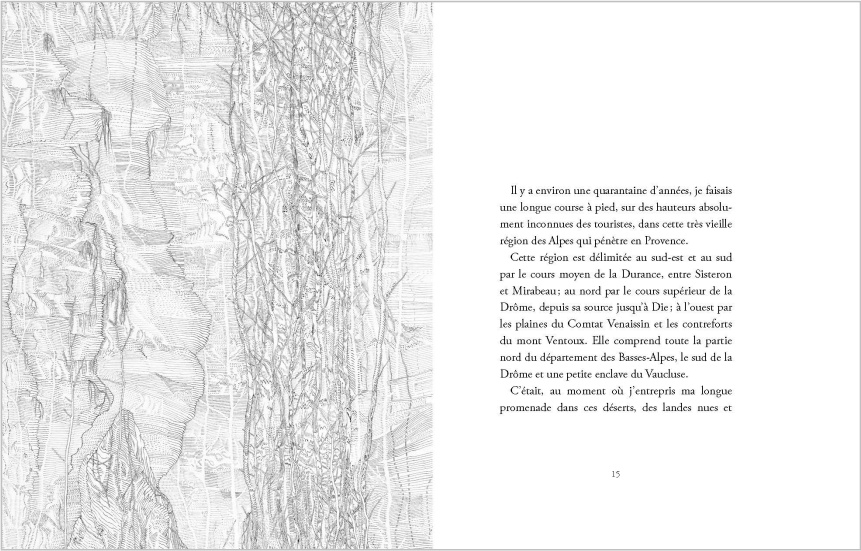 Il y a environ une quarantaine d'années, je faisais
une longue course à pied, sur des hauteurs absolu-
ment inconnues des touristes, dans cette très vieille
région des Alpes qui pénètre en Provence.
Cette région est délimitée au sud-est et au sud
par le cours moyen de la Durance, entre Sisteron
et Mirabeau ; au nord par le cours supérieur de la
Drôme, depuis sa source jusqu'à Die ; à l'ouest par
les plaines du Comtat Venaissin et les contreforts
du mont Ventoux. Elle comprend toute la partie
nord du département des Basses-Alpes, le sud de la
Drôme et une petite enclave du Vaucluse.
C'était, au moment où j'entrepris ma longue
promenade dans ces déserts, des landes nues et
15